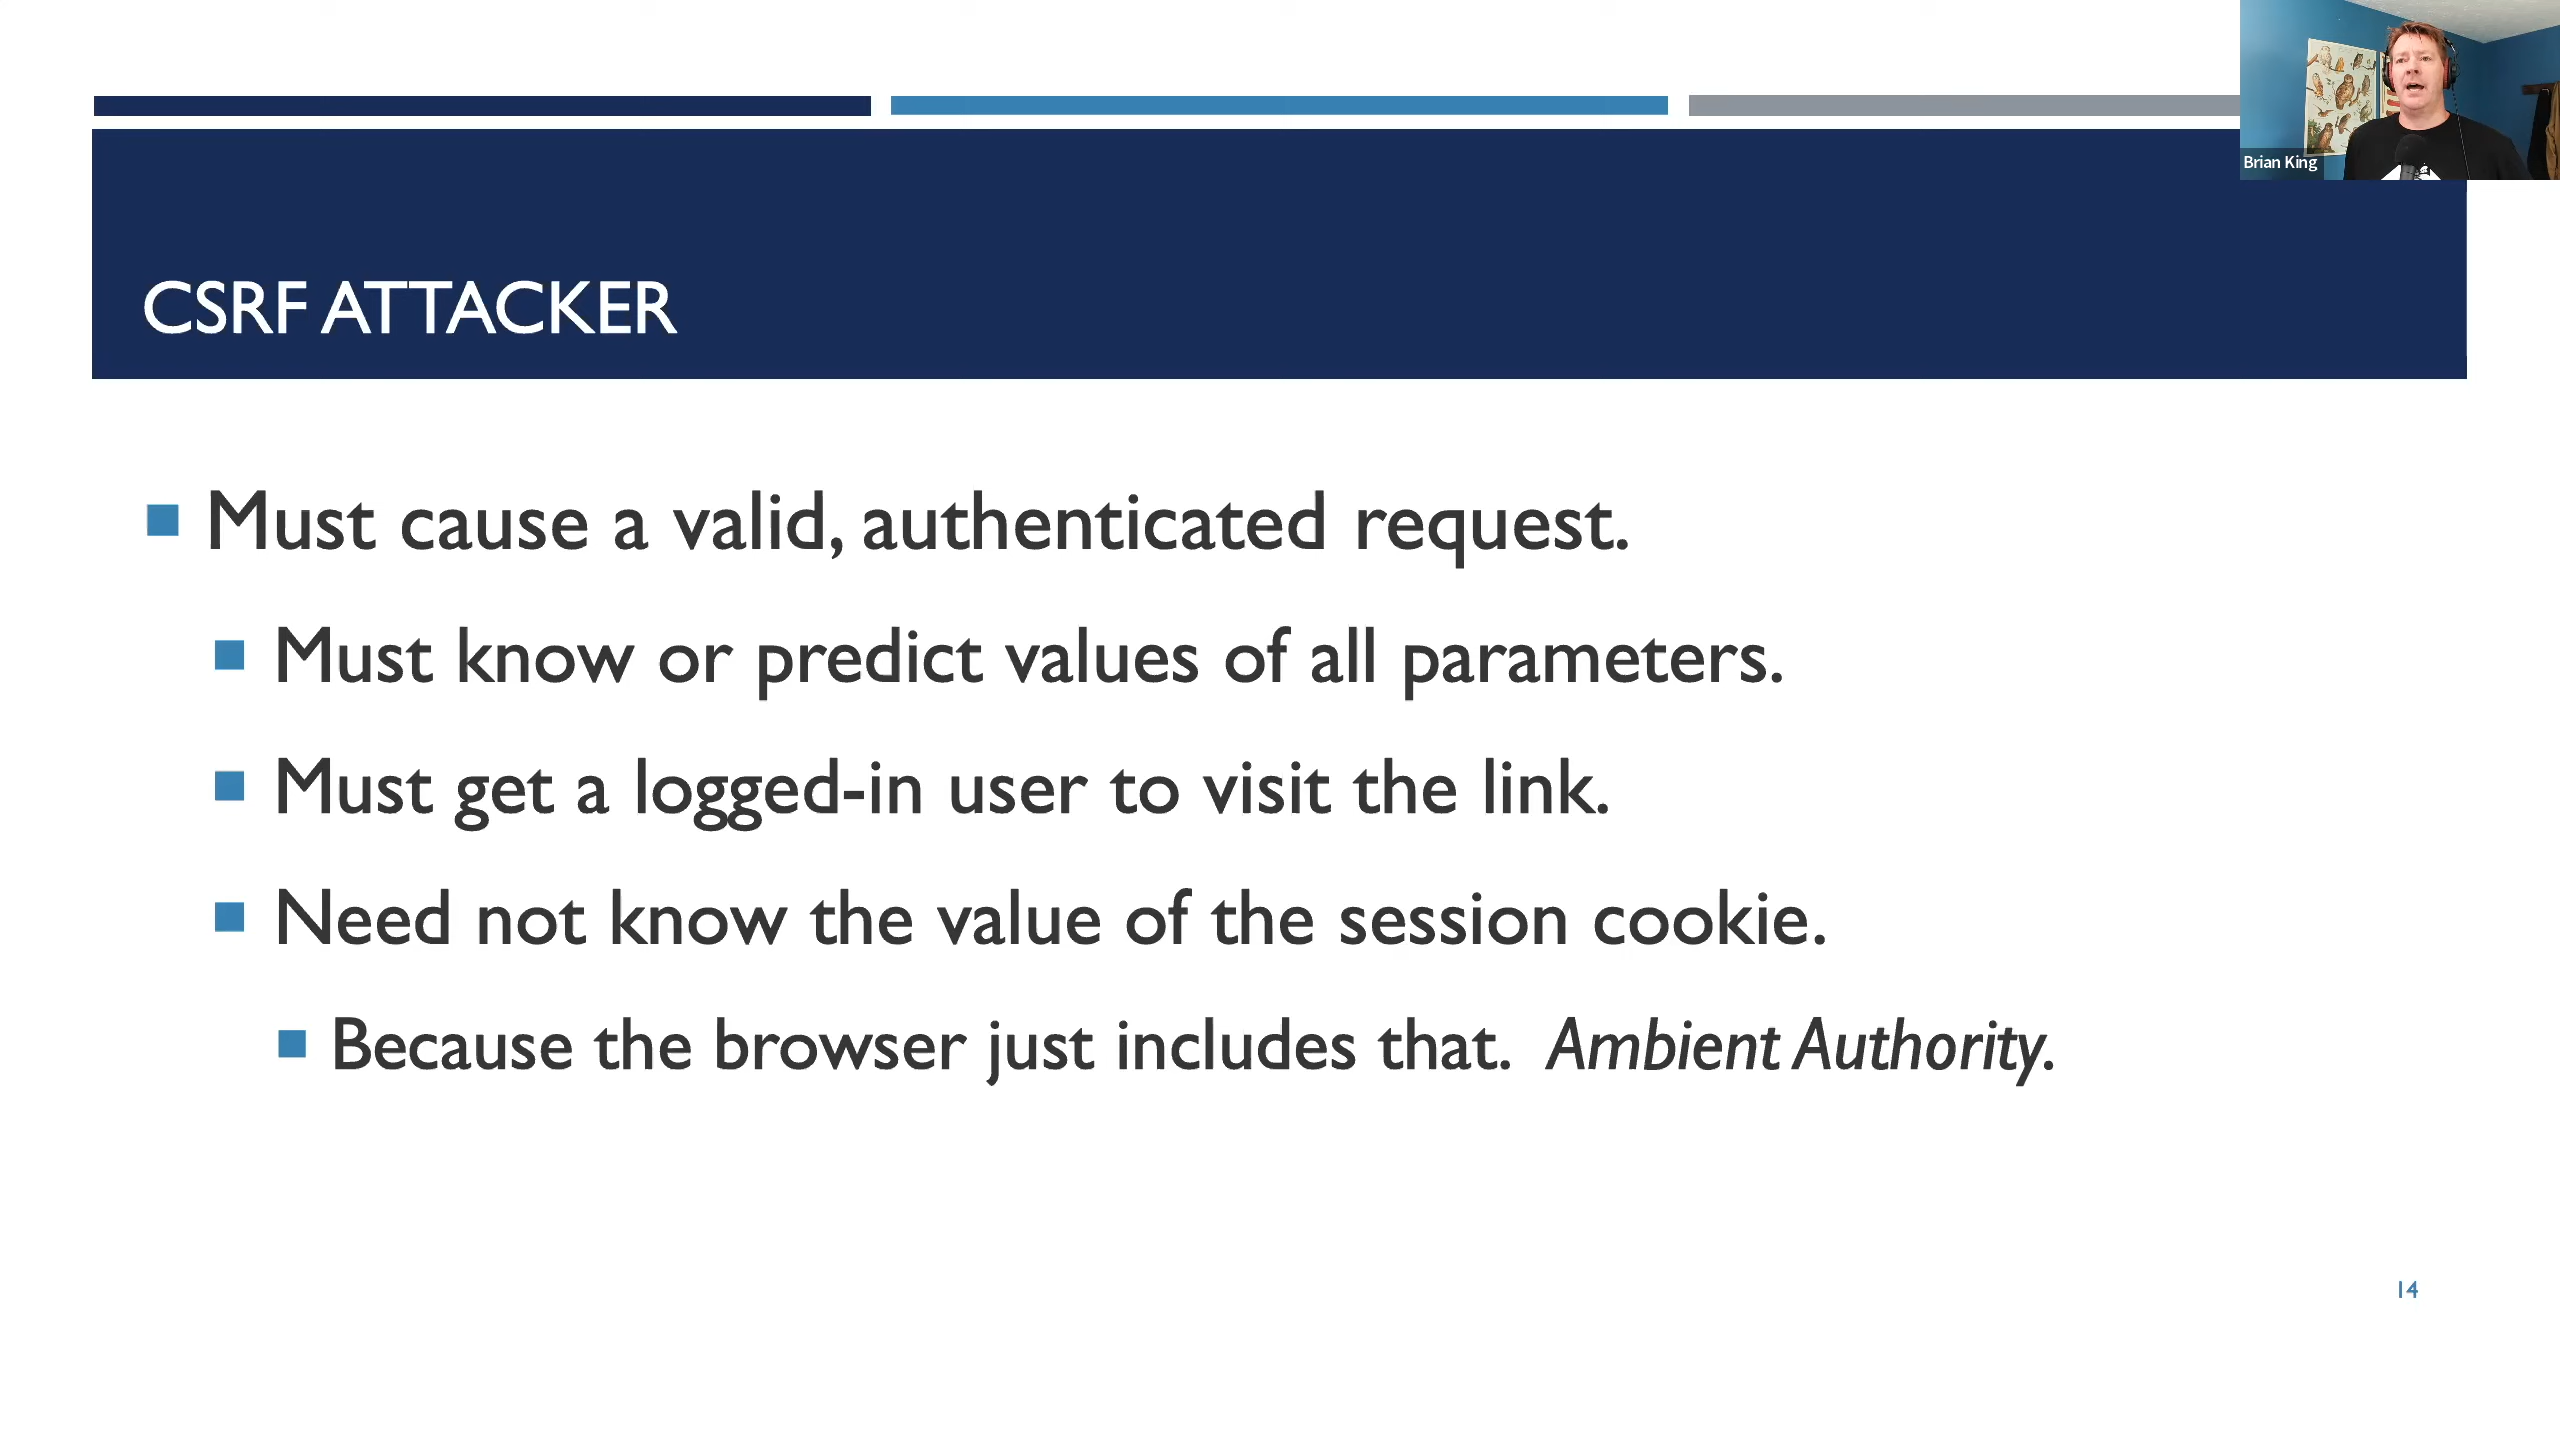 Brian King
CSRF ATTACKER
Must cause a valid, authenticated request.
Must know or predict values of all parameters.
Must get a logged-in user to visit the link.
Need not know the value of the session cookie.
Because the browser just includes that. Ambient Authority.
14